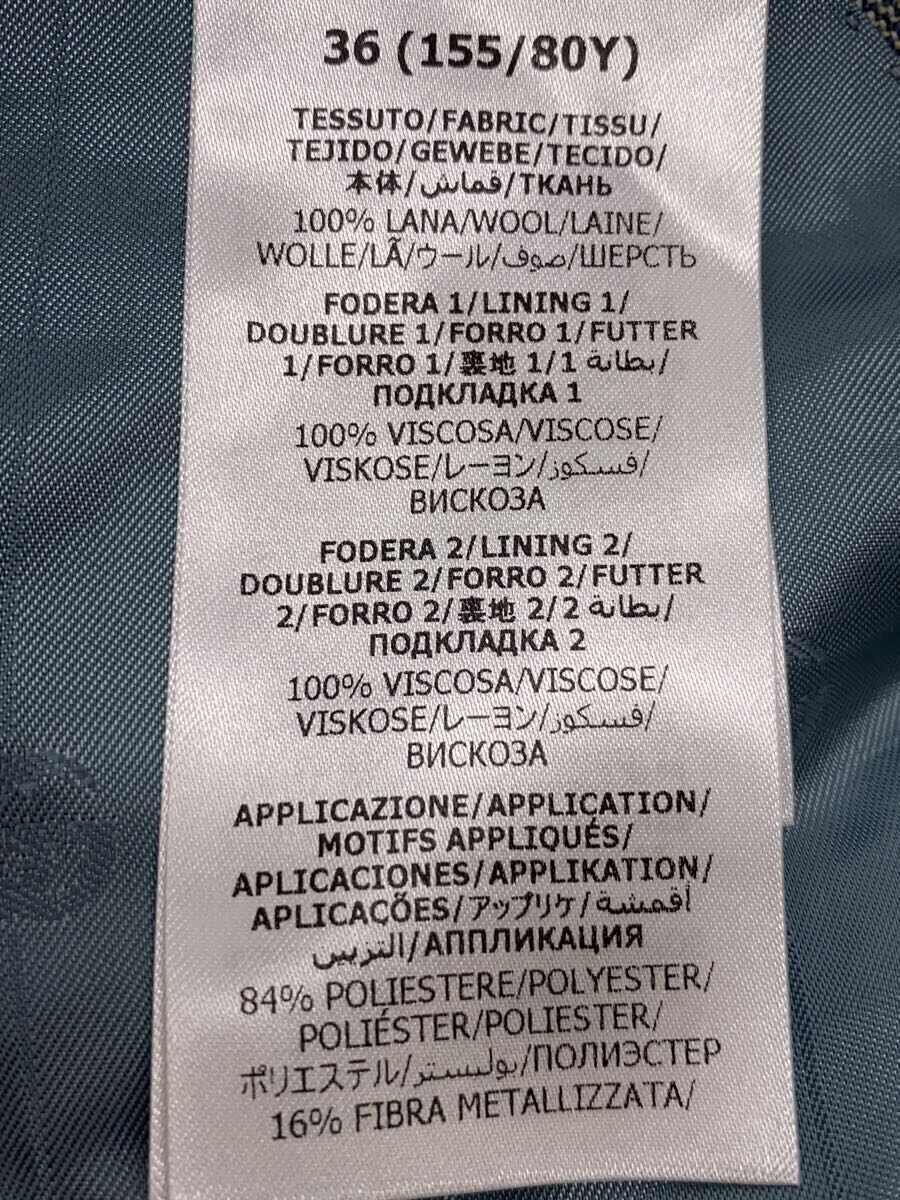 36 (155/80Y)
TESSUTO/FABRIC/TISSU/
TEJIDO/GEWEBE/TECIDO/
本体/قماش/ТКАНЬ
100% LANA/WOOL/LAINE/
WOLLE/LÃ/ウール/صوف/ШЕРСТЬ
FODERA 1/LINING 1/
DOUBLURE 1/FORRO 1/FUTTER
1/FORRO 1/裏地 1/1 بطانة/
ПОДКЛАДКА 1
100% VISCOSA/VISCOSE/
VISKOSE/レーヨン/فسكوز/
ВИСКОЗА
FODERA 2/LINING 2/
DOUBLURE 2/FORRO 2/FUTTER
2/FORRO 2/裏地 2/2 بطانة/
ПОДКЛАДКА 2
100% VISCOSA/VISCOSE/
VISKOSE/レーヨン/فسكوز/
ВИСКОЗА
APPLICAZIONE/APPLICATION/
MOTIFS APPLIQUÉS/
APLICACIONES/APPLIKATION/
APLICAÇÕES/アップリケ/أقمشة
التزيين/АППЛИКАЦИЯ
84% POLIESTERE/POLYESTER/
POLIÉSTER/POLIESTER/
ポリエステル/بوليستر/ПОЛИЭСТЕР
16% FIBRA METALLIZZATA/